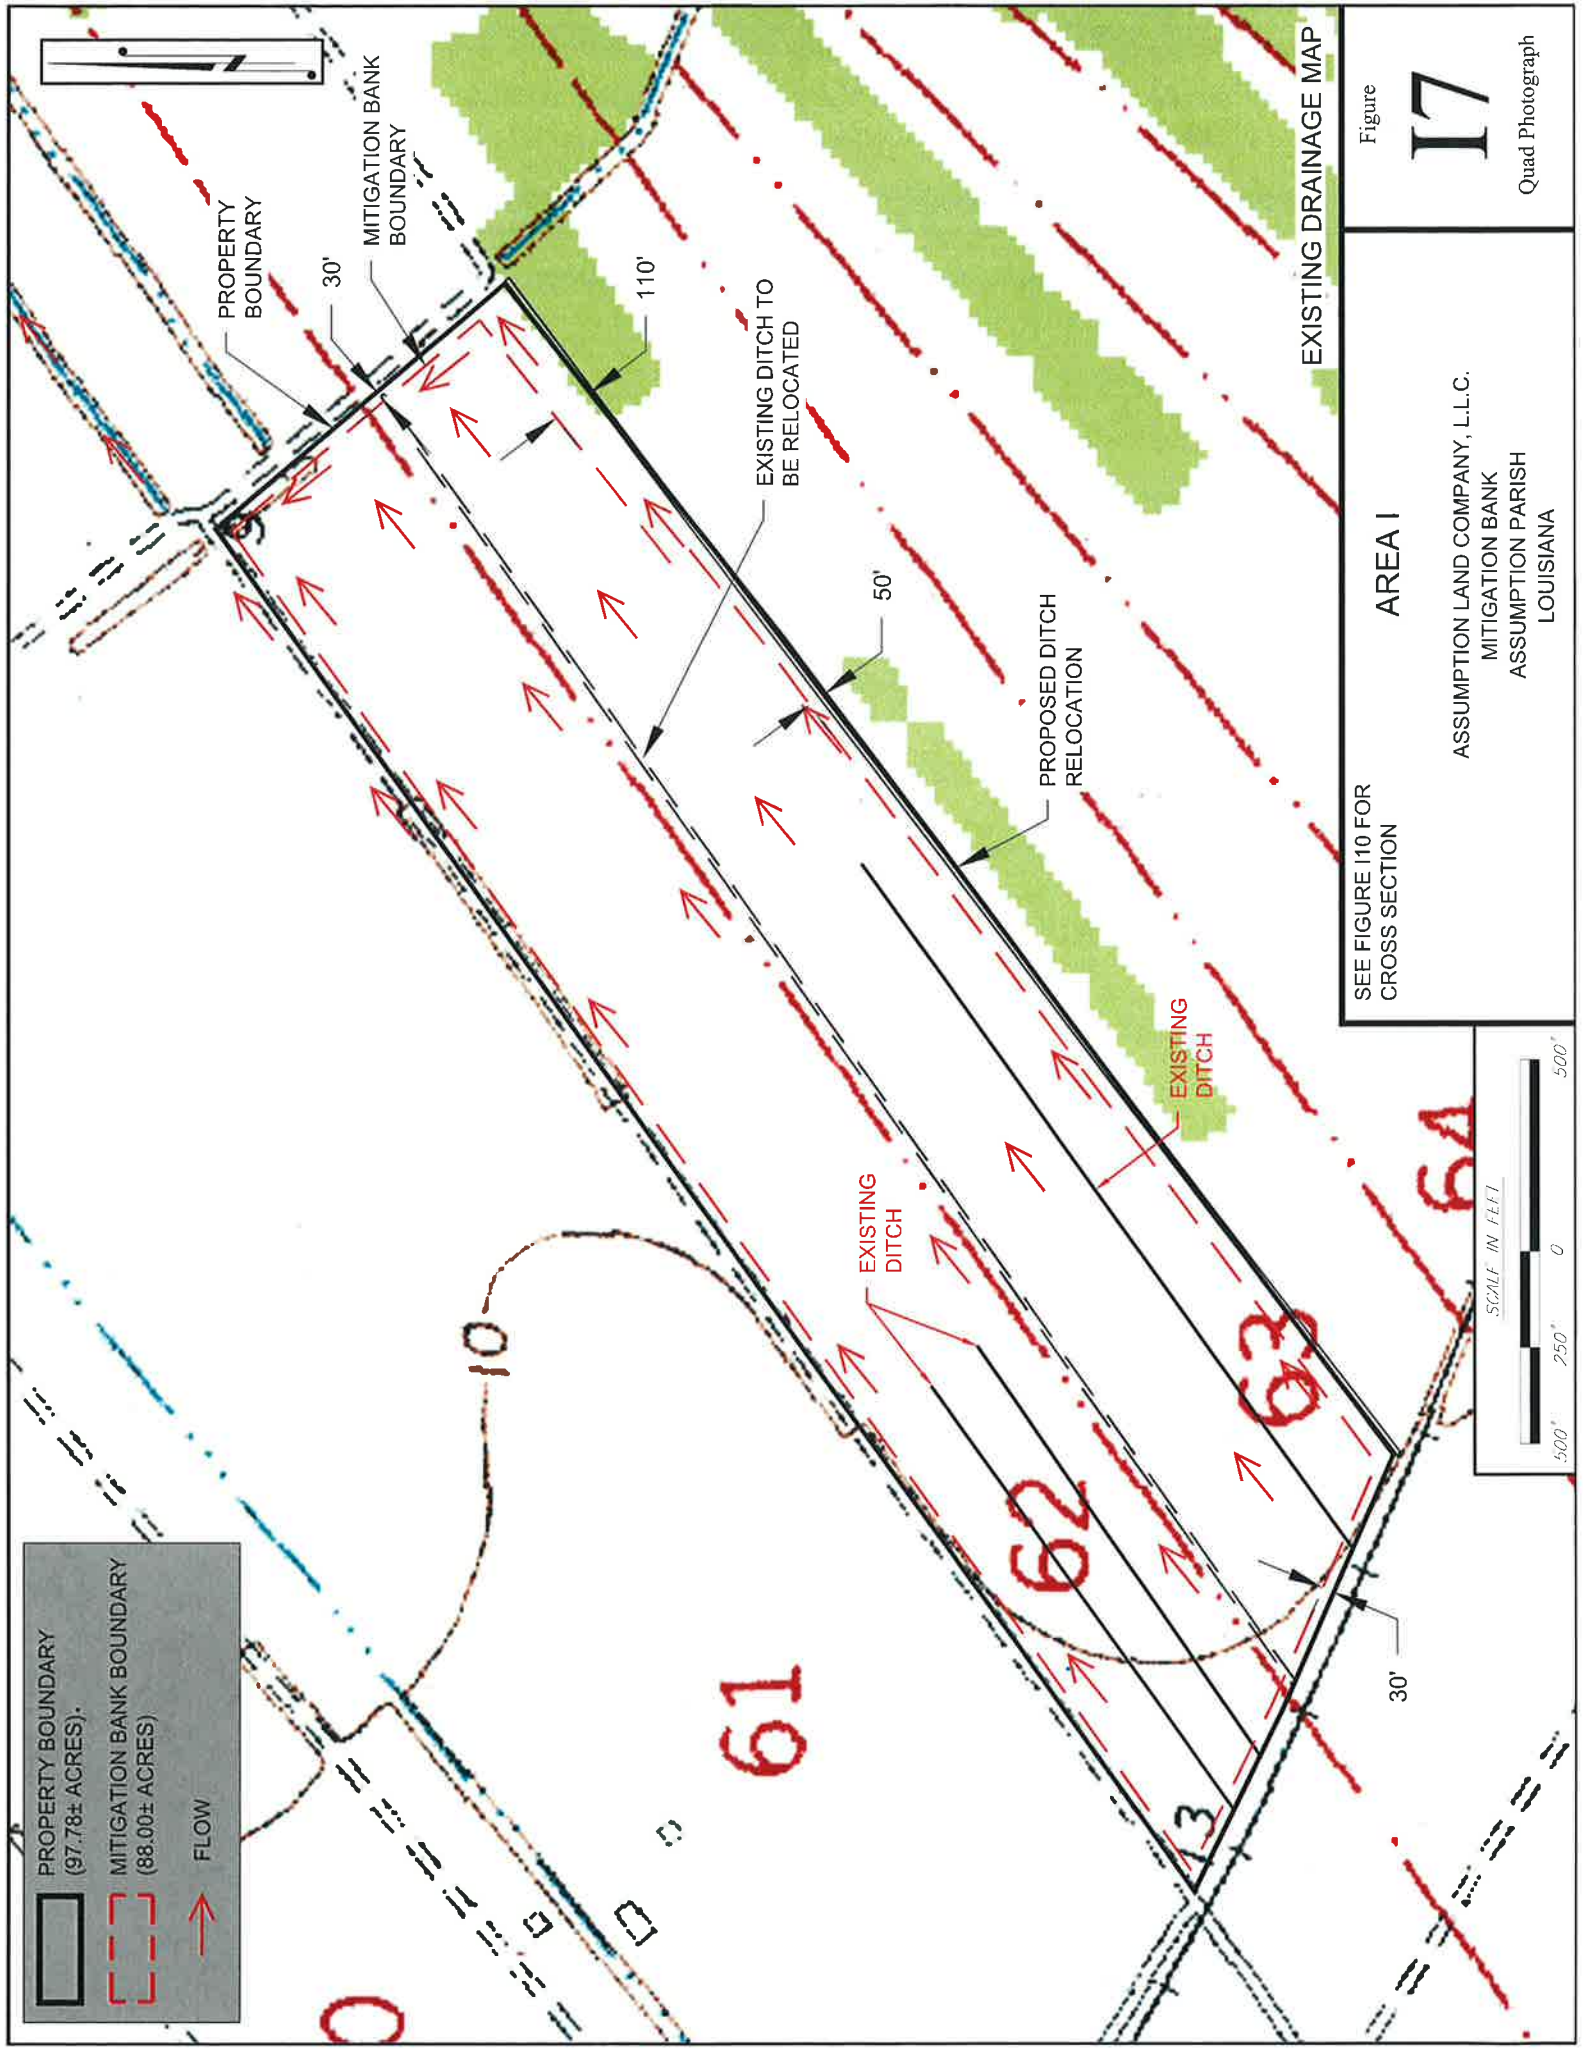 PROPERTY BOUNDARY
(97.78± ACRES).
MITIGATION BANK BOUNDARY
(88.00± ACRES)
FLOW
PROPERTY
BOUNDARY
30'
MITIGATION BANK
BOUNDARY
110'
EXISTING DITCH TO
BE RELOCATED
50'
PROPOSED DITCH
RELOCATION
EXISTING
DITCH
EXISTING
DITCH
30'
10
0
61
62
63
64
13
EXISTING DRAINAGE MAP
SEE FIGURE I10 FOR
CROSS SECTION
AREA I
ASSUMPTION LAND COMPANY, L.L.C.
MITIGATION BANK
ASSUMPTION PARISH
LOUISIANA
Figure
I7
Quad Photograph
SCALE IN FEET
500' 250' 0 500'